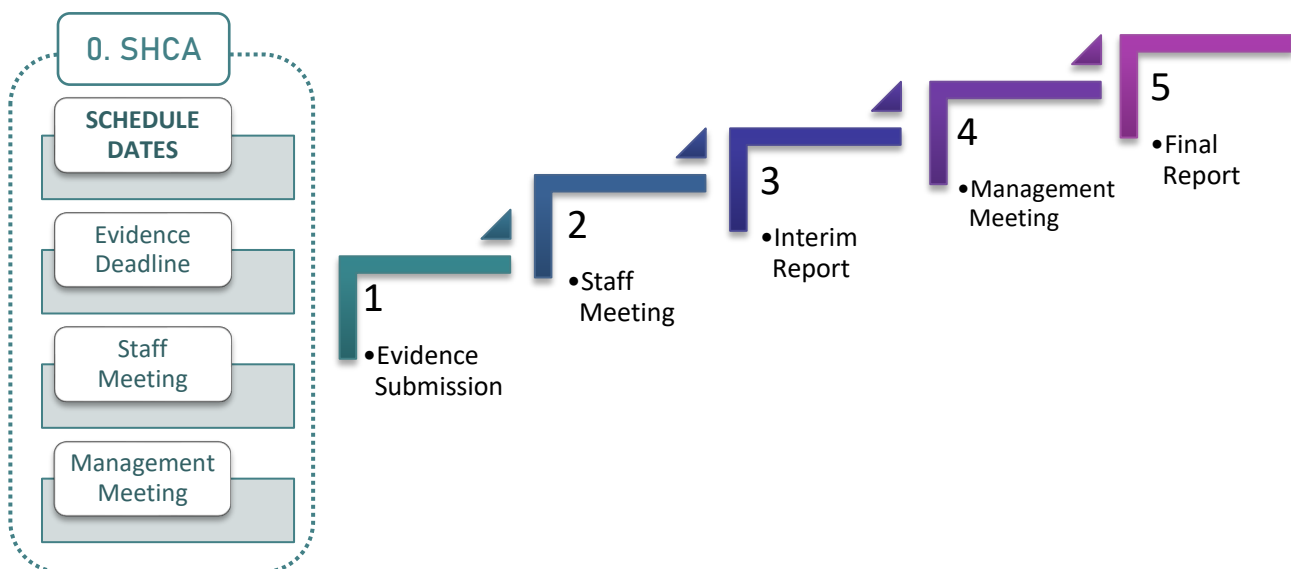 0. SHCA
SCHEDULE
DATES
Evidence
Deadline
Staff
Meeting
Management
Meeting
1
•Evidence
Submission
2
•Staff
Meeting
3
•Interim
Report
4
•Management
Meeting
5
•Final
Report